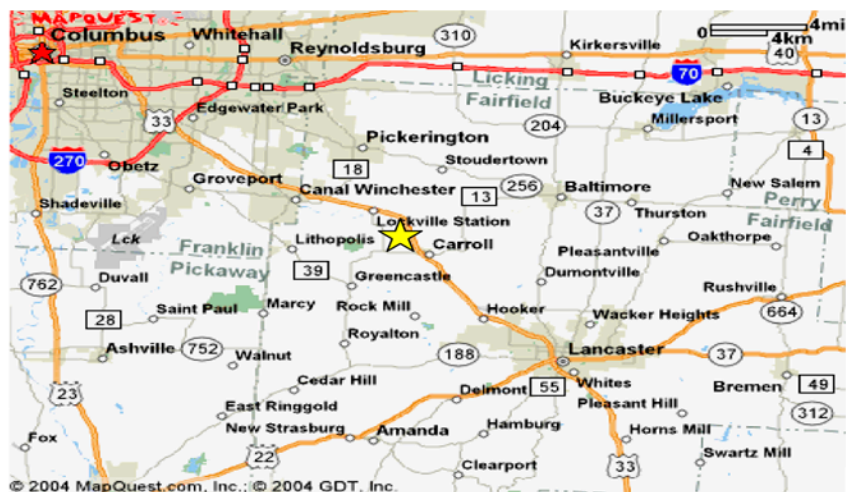 MAPQUEST
Columbus
Whitehall
Reynoldsburg
310
Kirkersville
0 4mi
4km
40
70
Licking
Fairfield
Steelton
Edgewater Park
33
Buckeye Lake
Millersport
204
13
4
270
Obetz
Pickerington
Stoudertown
18
Groveport
Canal Winchester
13
256
Baltimore
New Salem
Perry
Fairfield
Shadeville
Lck
Lockville Station
37
Thurston
Oakthorpe
Franklin
Pickaway
Lithopolis
Carroll
Pleasantville
39
Greencastle
Dumontville
762
Duvall
Rushville
Saint Paul
Marcy
Rock Mill
Hooker
Wacker Heights
664
28
Royalton
Ashville
752
Walnut
188
Lancaster
37
23
Cedar Hill
Delmont
55
Whites
Bremen
49
East Ringgold
Pleasant Hill
312
New Strasburg
Amanda
Hamburg
Horns Mill
Fox
22
Clearport
33
Swartz Mill
© 2004 MapQuest.com, Inc.; © 2004 GDT, Inc.